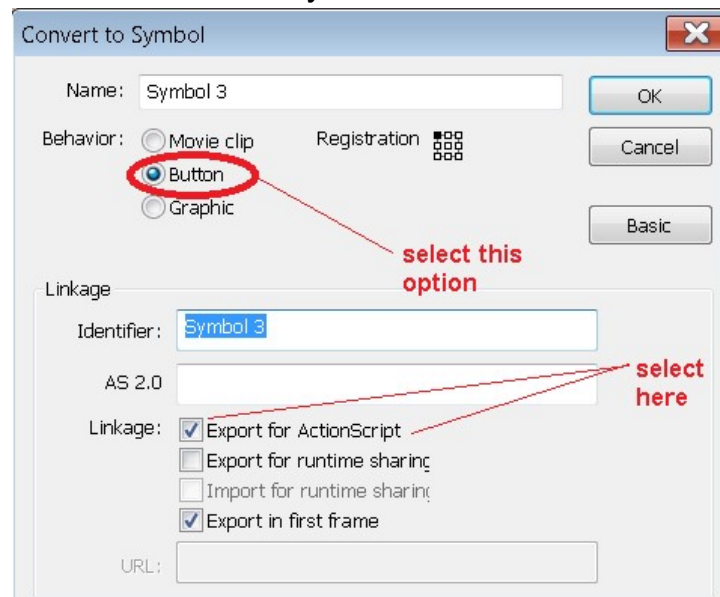 Convert to Symbol
Name: Symbol 3
OK
Behavior: Movie clip Registration
Cancel
Button
Graphic
Basic
select this
option
Linkage
Identifier: Symbol 3
AS 2.0
select
here
Linkage: Export for ActionScript
Export for runtime sharing
Import for runtime sharing
Export in first frame
URL: